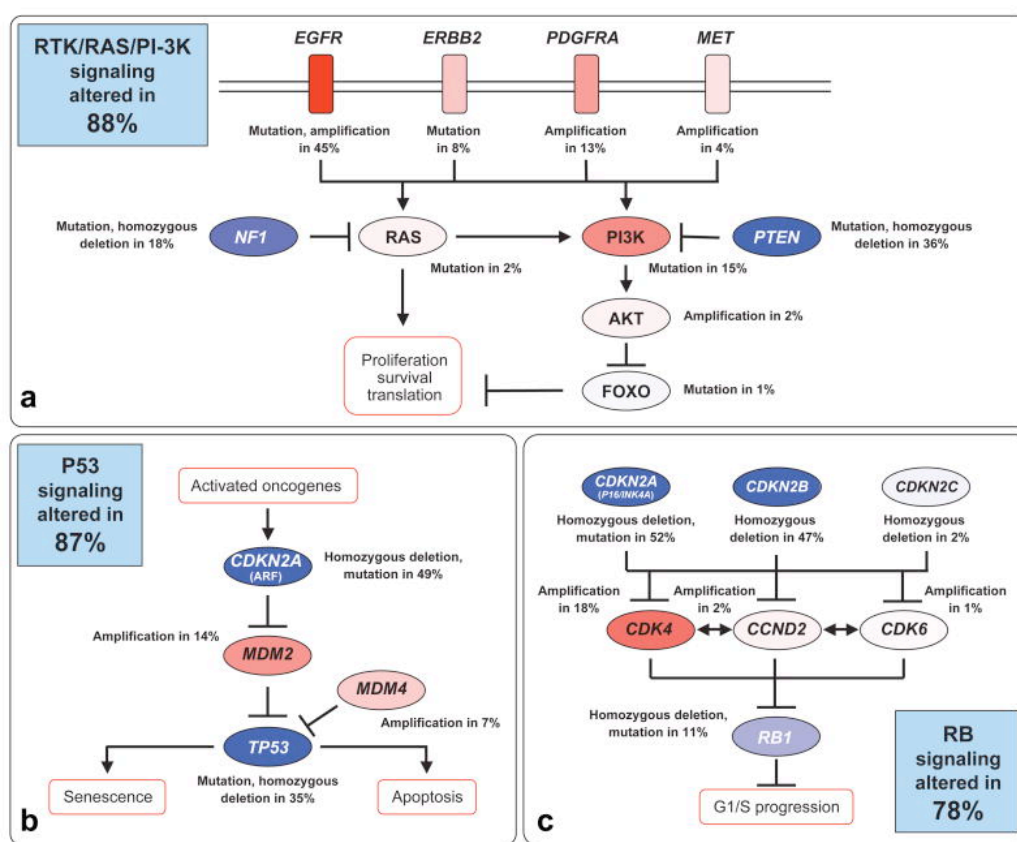 RTK/RAS/PI-3K
signaling
altered in
88%
EGFR
ERBB2
PDGFRA
MET
Mutation, amplification
in 45%
Mutation
in 8%
Amplification
in 13%
Amplification
in 4%
Mutation, homozygous
deletion in 18%
NF1
RAS
PI3K
PTEN
Mutation, homozygous
deletion in 36%
Mutation in 2%
Mutation in 15%
AKT
Amplification in 2%
Proliferation
survival
translation
FOXO
Mutation in 1%
a
P53
signaling
altered in
87%
Activated oncogenes
CDKN2A
(ARF)
Homozygous deletion,
mutation in 49%
Amplification in 14%
MDM2
MDM4
Amplification in 7%
TP53
Mutation, homozygous
deletion in 35%
Senescence
Apoptosis
b
CDKN2A
(P16/INK4A)
CDKN2B
CDKN2C
Homozygous deletion,
mutation in 52%
Homozygous
deletion in 47%
Homozygous
deletion in 2%
Amplification
in 18%
Amplification
in 2%
Amplification
in 1%
CDK4
CCND2
CDK6
Homozygous deletion,
mutation in 11%
RB1
G1/S progression
RB
signaling
altered in
78%
c